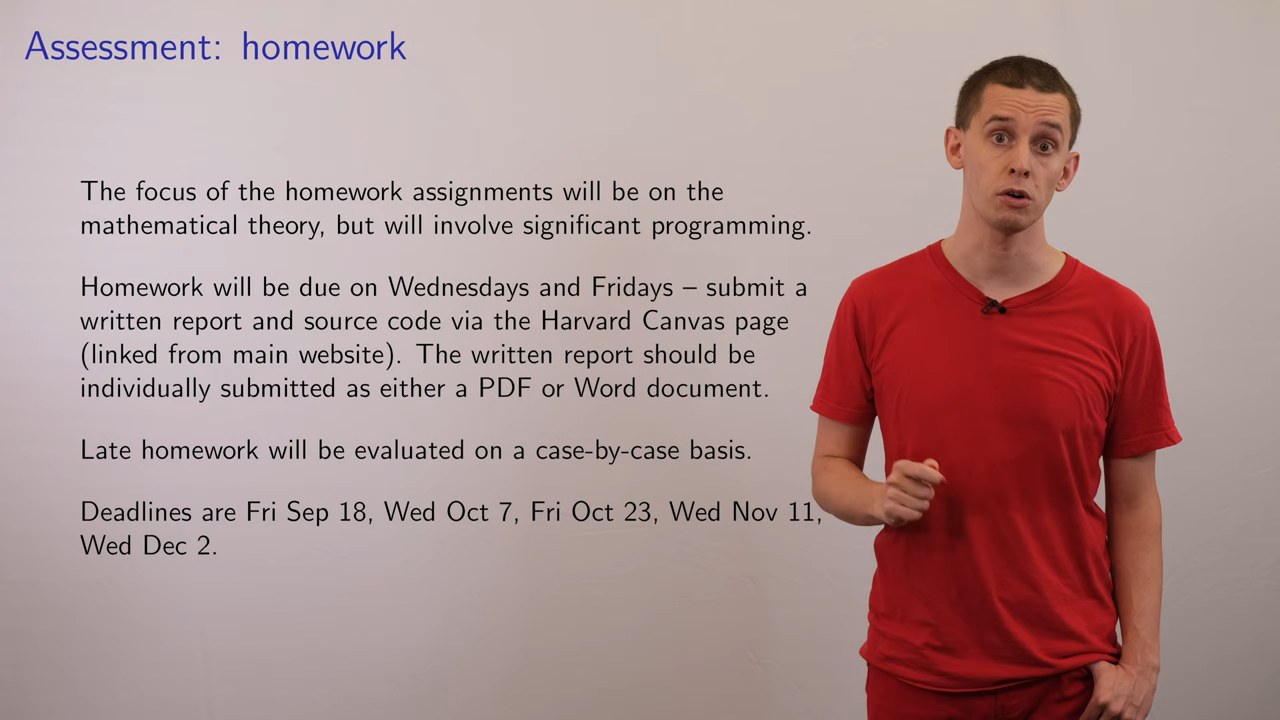 Assessment: homework
The focus of the homework assignments will be on the
mathematical theory, but will involve significant programming.
Homework will be due on Wednesdays and Fridays – submit a
written report and source code via the Harvard Canvas page
(linked from main website). The written report should be
individually submitted as either a PDF or Word document.
Late homework will be evaluated on a case-by-case basis.
Deadlines are Fri Sep 18, Wed Oct 7, Fri Oct 23, Wed Nov 11,
Wed Dec 2.